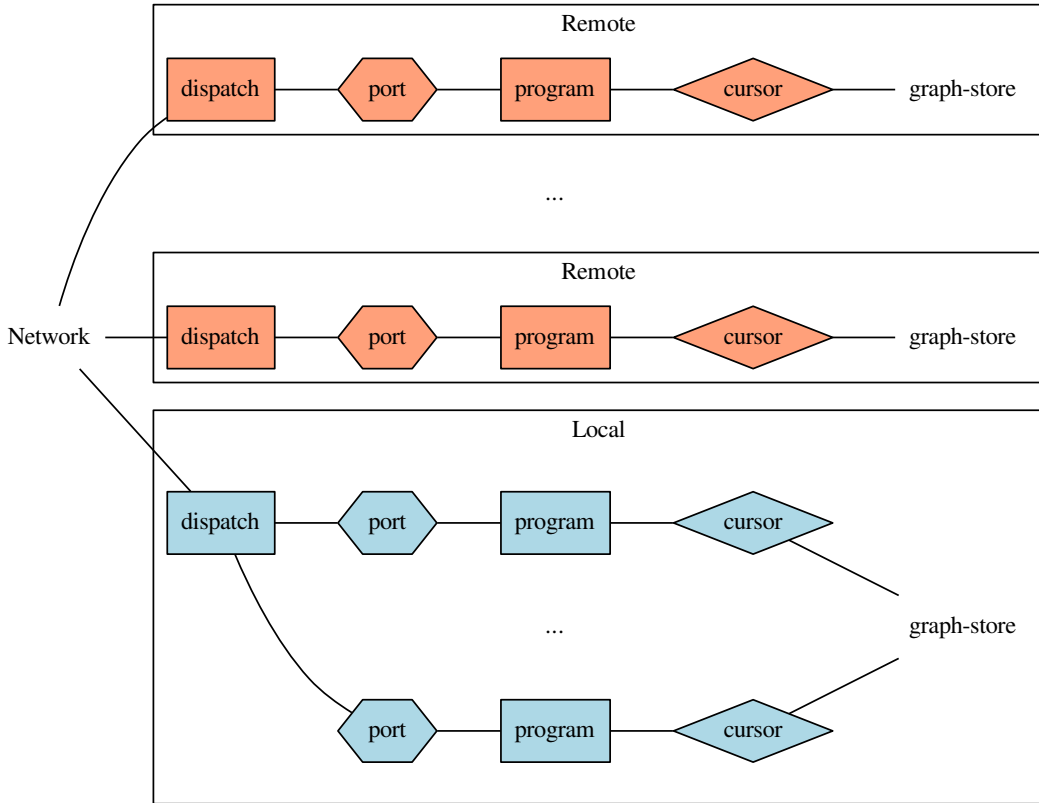 Remote
dispatch port program cursor graph-store
...
Remote
Network dispatch port program cursor graph-store
Local
dispatch port program cursor
... graph-store
port program cursor